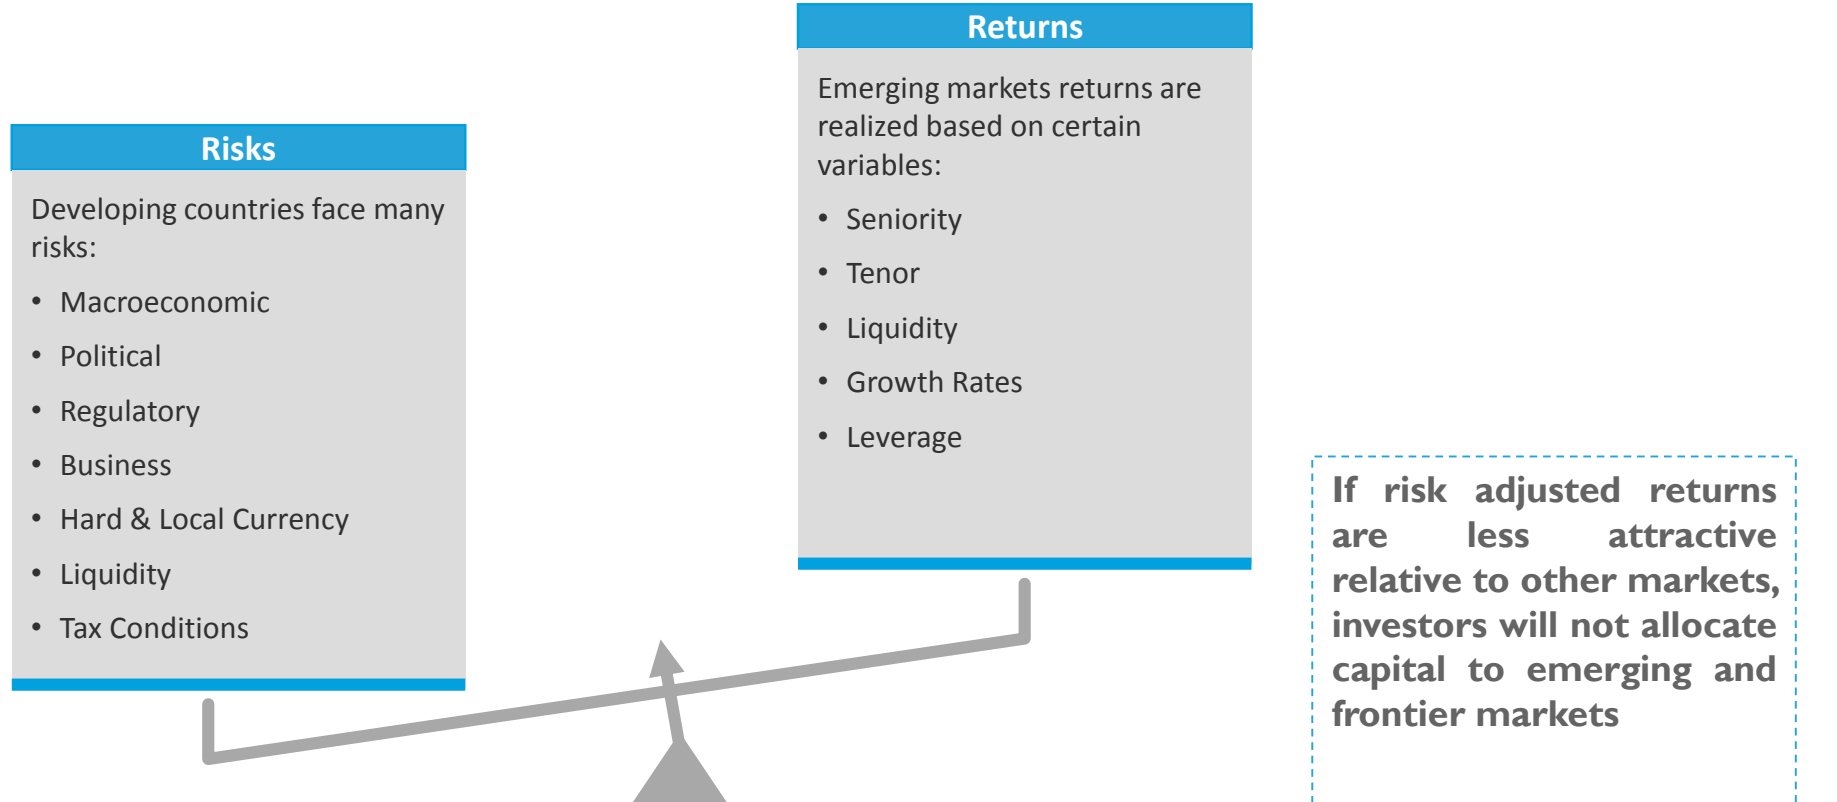 Risks
Developing countries face many
risks:
• Macroeconomic
• Political
• Regulatory
• Business
• Hard & Local Currency
• Liquidity
• Tax Conditions
Returns
Emerging markets returns are
realized based on certain
variables:
• Seniority
• Tenor
• Liquidity
• Growth Rates
• Leverage
If risk adjusted returns
are less attractive
relative to other markets,
investors will not allocate
capital to emerging and
frontier markets